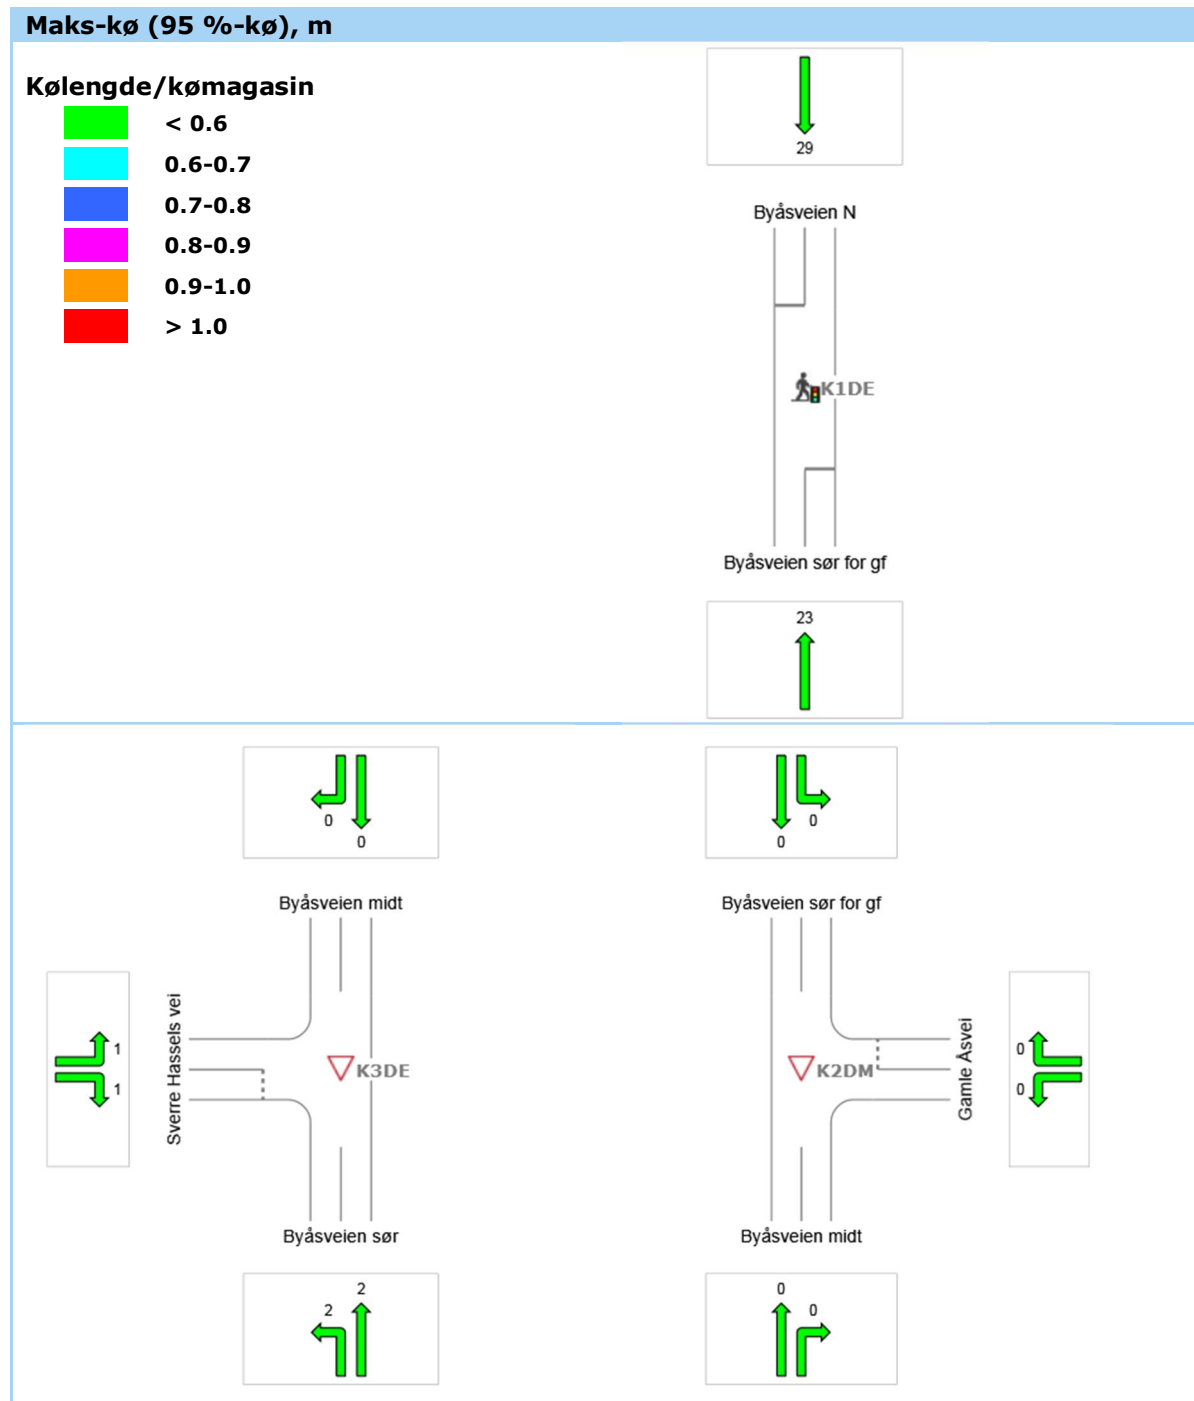 Maks-kø (95 %-kø), m
Kølengde/kømagasin
< 0.6
0.6-0.7
0.7-0.8
0.8-0.9
0.9-1.0
> 1.0
29
Byåsveien N
K1DE
Byåsveien sør for gf
23
0
0
Byåsveien midt
Sverre Hassels vei
1
1
K3DE
Byåsveien sør
2
2
0
0
Byåsveien sør for gf
K2DM
Gamle Åsvei
0
0
Byåsveien midt
0
0